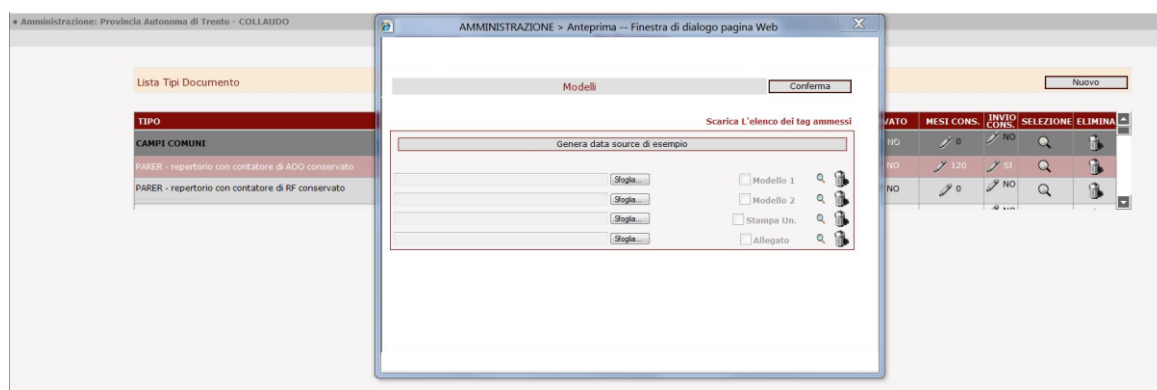 • Amministrazione: Provincia Autonoma di Trento - COLLAUDO
AMMINISTRAZIONE > Anteprima -- Finestra di dialogo pagina Web
Lista Tipi Documento
Nuovo
Modelli
Conferma
Scarica L'elenco dei tag ammessi
TIPO
VATO MESI CONS. INVIO CONS. SELEZIONE ELIMINA
CAMPI COMUNI
NO 0 NO
Genera data source di esempio
PARER - repertorio con contatore di AOO conservato
NO 120 SI
PARER - repertorio con contatore di RF conservato
NO 0 NO
Sfoglia... Modello 1
Sfoglia... Modello 2
Sfoglia... Stampa Un.
Sfoglia... Allegato